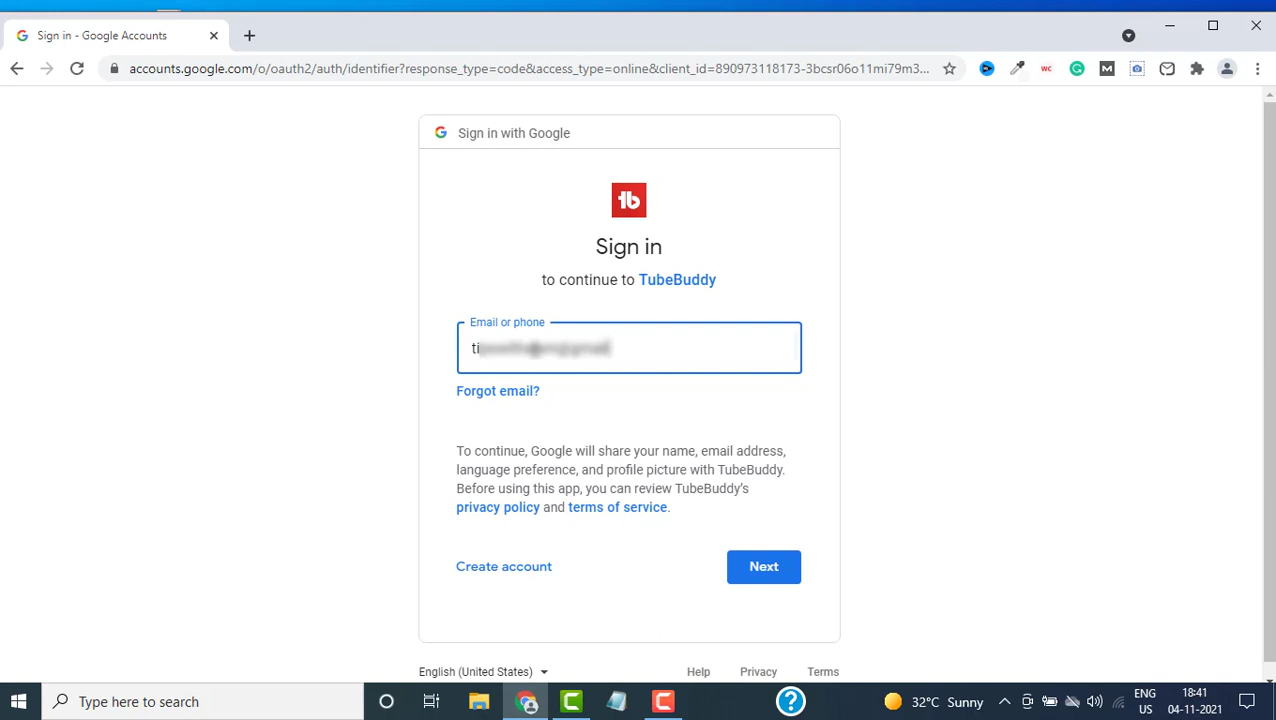 Sign in - Google Accounts
accounts.google.com/o/oauth2/auth/identifier?response_type=code&access_type=online&client_id=890973118173-3bcsr06o11mi79m3...
WC
M
Sign in with Google
tb
Sign in
to continue to TubeBuddy
Email or phone
ti
Forgot email?
To continue, Google will share your name, email address,
language preference, and profile picture with TubeBuddy.
Before using this app, you can review TubeBuddy's
privacy policy and terms of service.
Create account
Next
English (United States)
Help
Privacy
Terms
Type here to search
32°C Sunny
ENG
US
18:41
04-11-2021